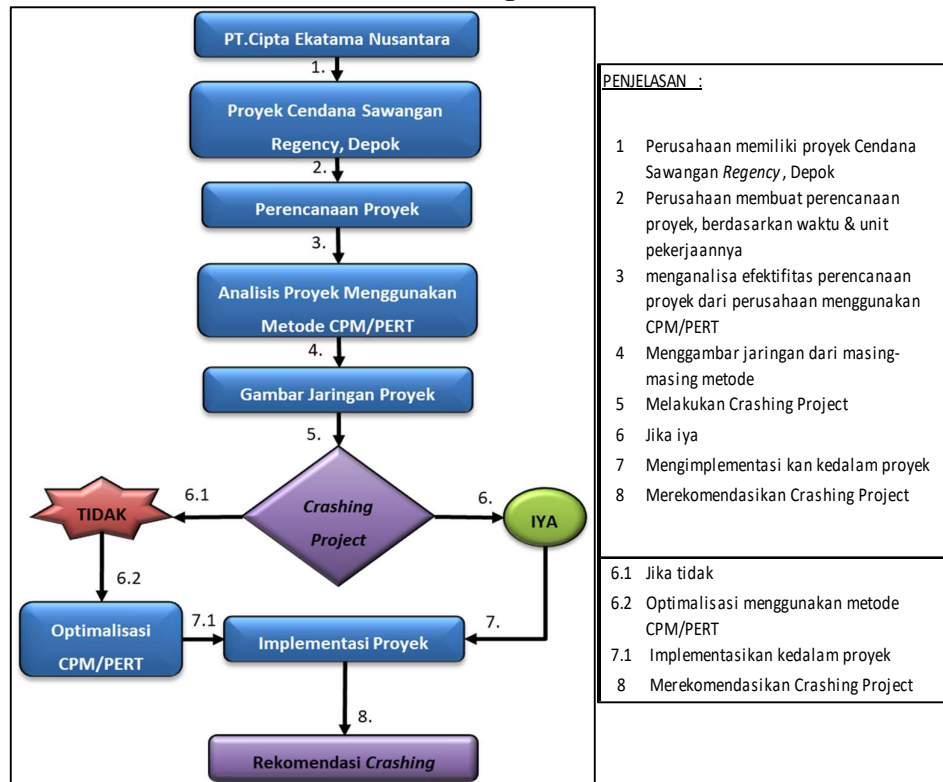 PT.Cipta Ekatama Nusantara
1.
Proyek Cendana Sawangan
Regency, Depok
2.
Perencanaan Proyek
3.
Analisis Proyek Menggunakan
Metode CPM/PERT
4.
Gambar Jaringan Proyek
5.
Crashing
Project
6.1
TIDAK
6.
IYA
6.2
Optimalisasi
CPM/PERT
7.1
Implementasi Proyek
7.
8.
Rekomendasi Crashing
PENJELASAN :
1 Perusahaan memiliki proyek Cendana
Sawangan Regency , Depok
2 Perusahaan membuat perencanaan
proyek, berdasarkan waktu & unit
pekerjaannya
3 menganalisa efektifitas perencanaan
proyek dari perusahaan menggunakan
CPM/PERT
4 Menggambar jaringan dari masing-
masing metode
5 Melakukan Crashing Project
6 Jika iya
7 Mengimplementasi kan kedalam proyek
8 Merekomendasikan Crashing Project
6.1 Jika tidak
6.2 Optimalisasi menggunakan metode
CPM/PERT
7.1 Implementasikan kedalam proyek
8 Merekomendasikan Crashing Project